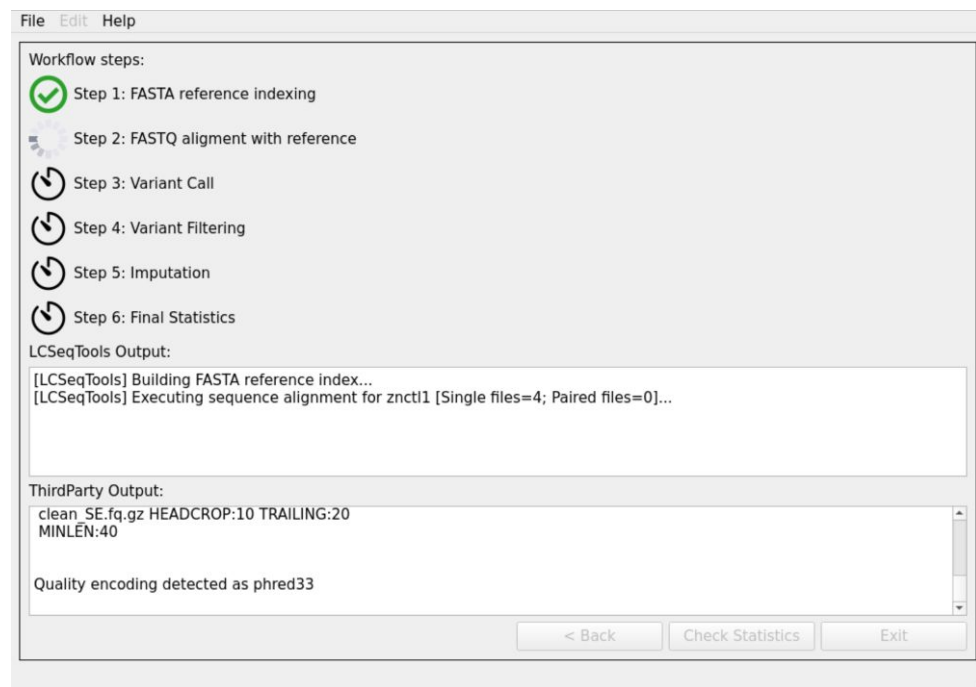 File Edit Help
Workflow steps:
Step 1: FASTA reference indexing
Step 2: FASTQ aligment with reference
Step 3: Variant Call
Step 4: Variant Filtering
Step 5: Imputation
Step 6: Final Statistics
LCSeqTools Output:
[LCSeqTools] Building FASTA reference index...
[LCSeqTools] Executing sequence alignment for znctl1 [Single files=4; Paired files=0]...
ThirdParty Output:
clean_SE.fq.gz HEADCROP:10 TRAILING:20
MINLEN:40
Quality encoding detected as phred33
< Back Check Statistics Exit